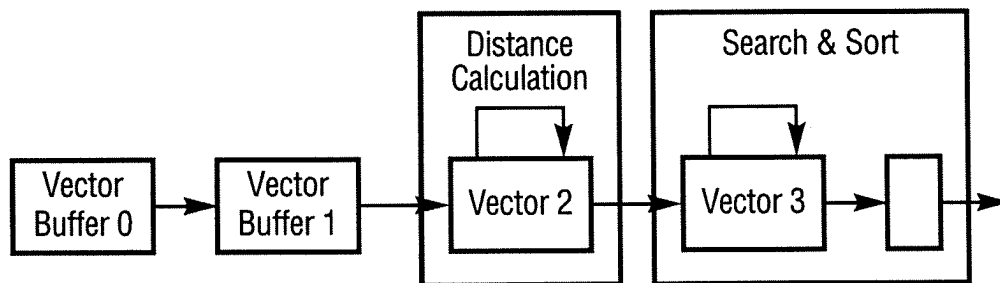 Distance
Calculation
Search & Sort
Vector
Buffer 0
Vector
Buffer 1
Vector 2
Vector 3